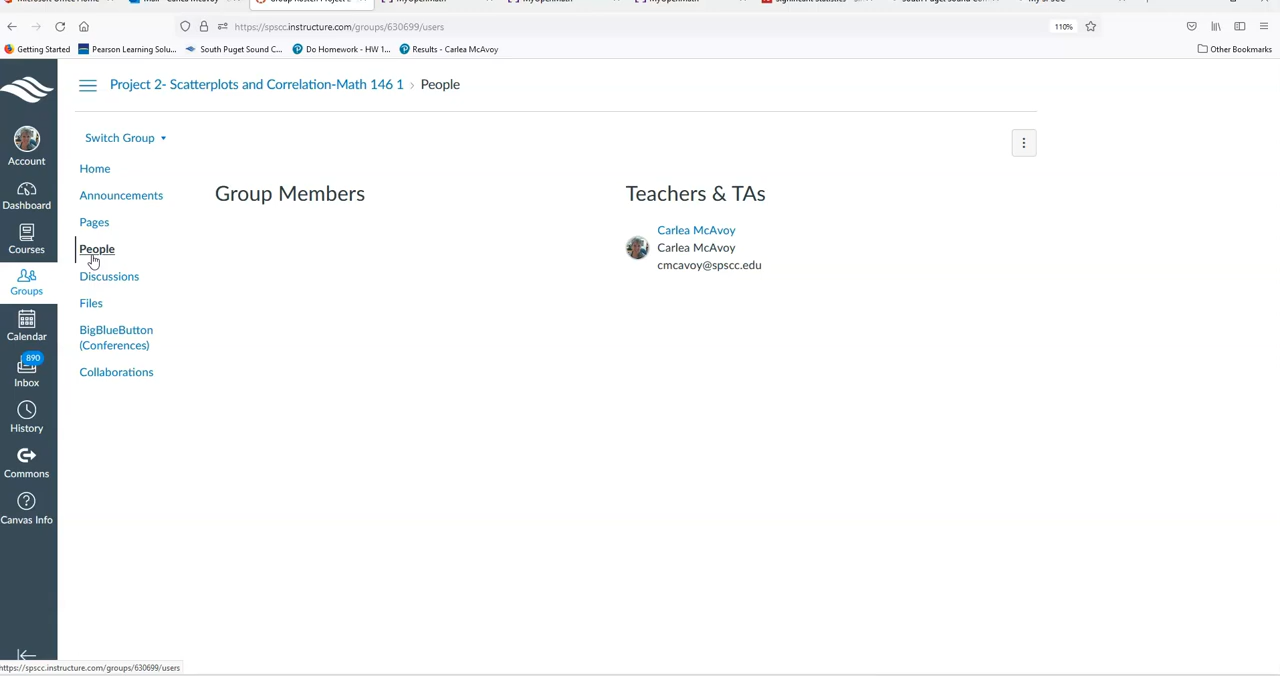 https://spscc.instructure.com/groups/630699/users
110%
Getting Started
Pearson Learning Solu...
South Puget Sound C...
Do Homework - HW 1...
Results - Carlea McAvoy
Other Bookmarks
Project 2- Scatterplots and Correlation-Math 146 1 › People
Switch Group
Home
Announcements
Pages
People
Discussions
Files
BigBlueButton
(Conferences)
Collaborations
Group Members
Teachers & TAs
Carlea McAvoy
Carlea McAvoy
cmcavoy@spscc.edu
Account
Dashboard
Courses
Groups
Calendar
890
Inbox
History
Commons
Canvas Info
https://spscc.instructure.com/groups/630699/users